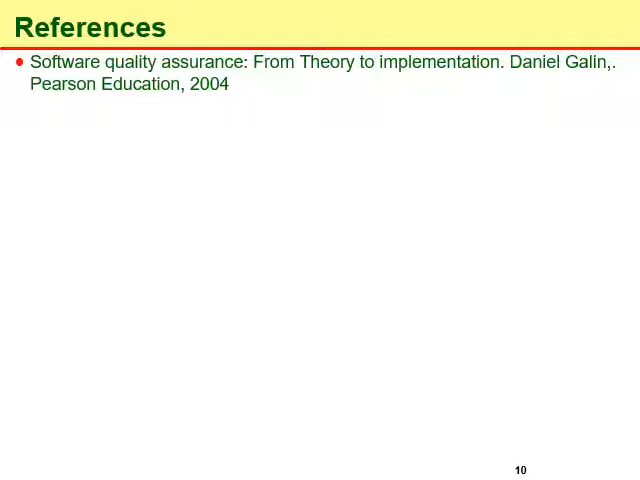 References
• Software quality assurance: From Theory to implementation. Daniel Galin,.
Pearson Education, 2004
10